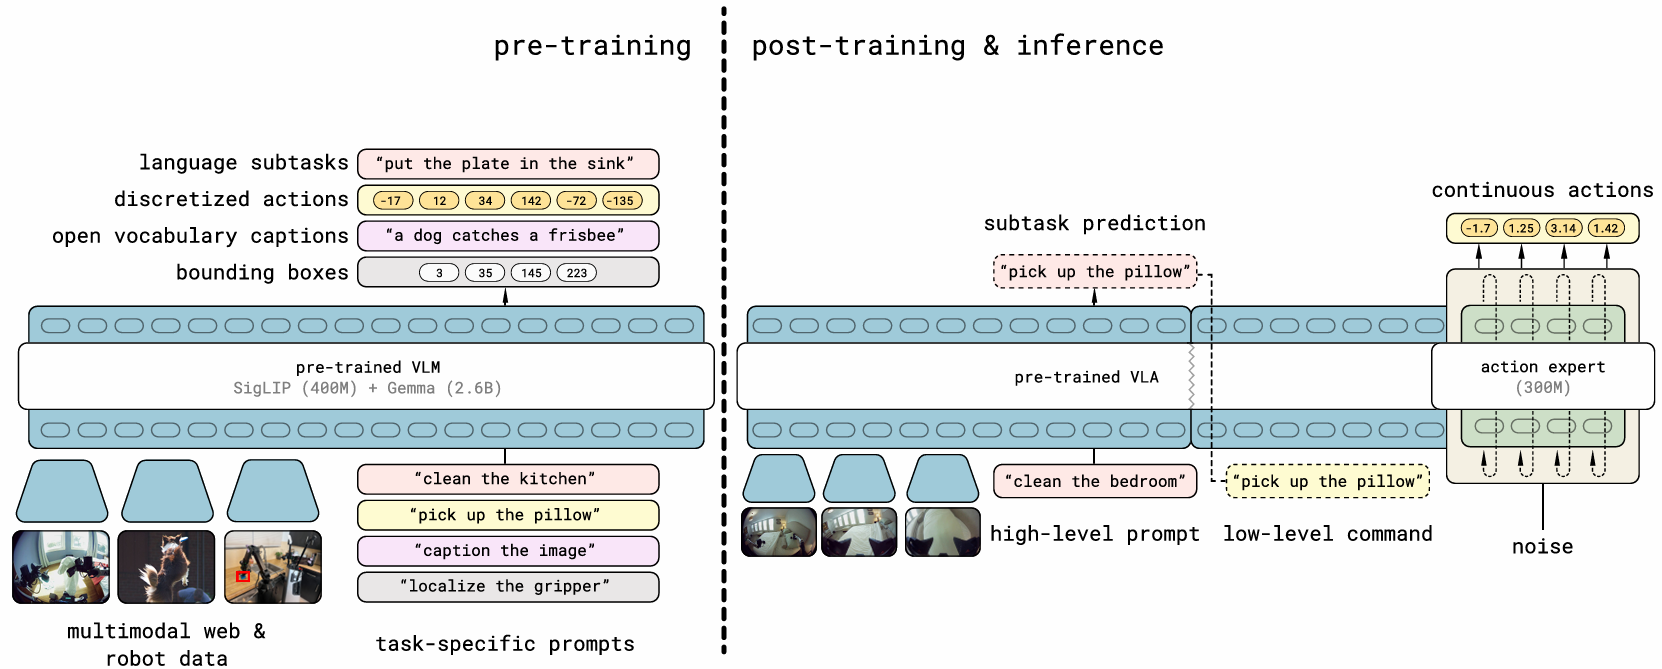 pre-training
post-training & inference
language subtasks
“put the plate in the sink”
discretized actions
-17 12 34 142 -72 -135
open vocabulary captions
“a dog catches a frisbee”
bounding boxes
3 35 145 223
pre-trained VLM
SigLIP (400M) + Gemma (2.6B)
“clean the kitchen”
“pick up the pillow”
“caption the image”
“localize the gripper”
multimodal web &
robot data
task-specific prompts
continuous actions
-1.7 1.25 3.14 1.42
subtask prediction
“pick up the pillow”
pre-trained VLA
action expert
(300M)
“clean the bedroom”
“pick up the pillow”
high-level prompt
low-level command
noise